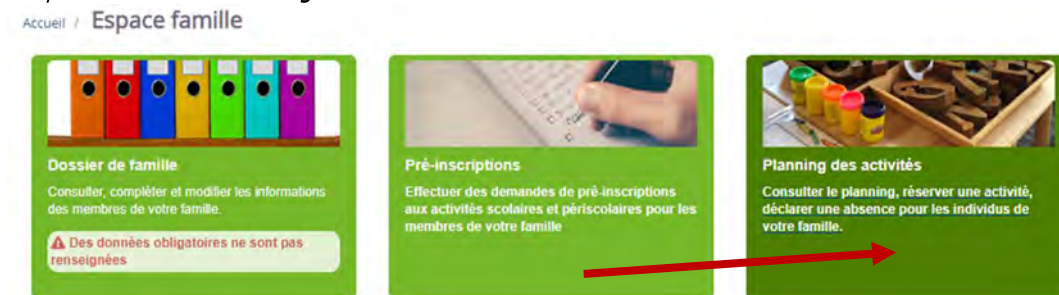 Accueil / Espace famille
Dossier de famille
Consulter, compléter et modifier les informations
des membres de votre famille.
Des données obligatoires ne sont pas
renseignées
Pré-inscriptions
Effectuer des demandes de pré-inscriptions
aux activités scolaires et périscolaires pour les
membres de votre famille
Planning des activités
Consulter le planning, réserver une activité,
déclarer une absence pour les individus de
votre famille.